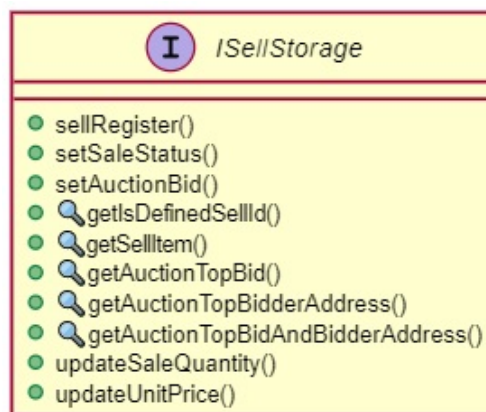 I ISellStorage
sellRegister()
setSaleStatus()
setAuctionBid()
getIsDefinedSellId()
getSellItem()
getAuctionTopBid()
getAuctionTopBidderAddress()
getAuctionTopBidAndBidderAddress()
updateSaleQuantity()
updateUnitPrice()